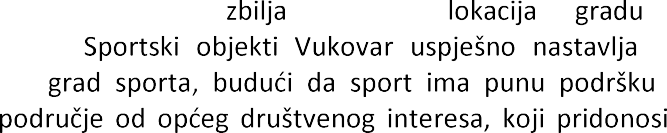 zbilja lokacija gradu
Sportski objekti Vukovar uspješno nastavlja
grad sporta, budući da sport ima punu podršku
područje od općeg društvenog interesa, koji pridonosi